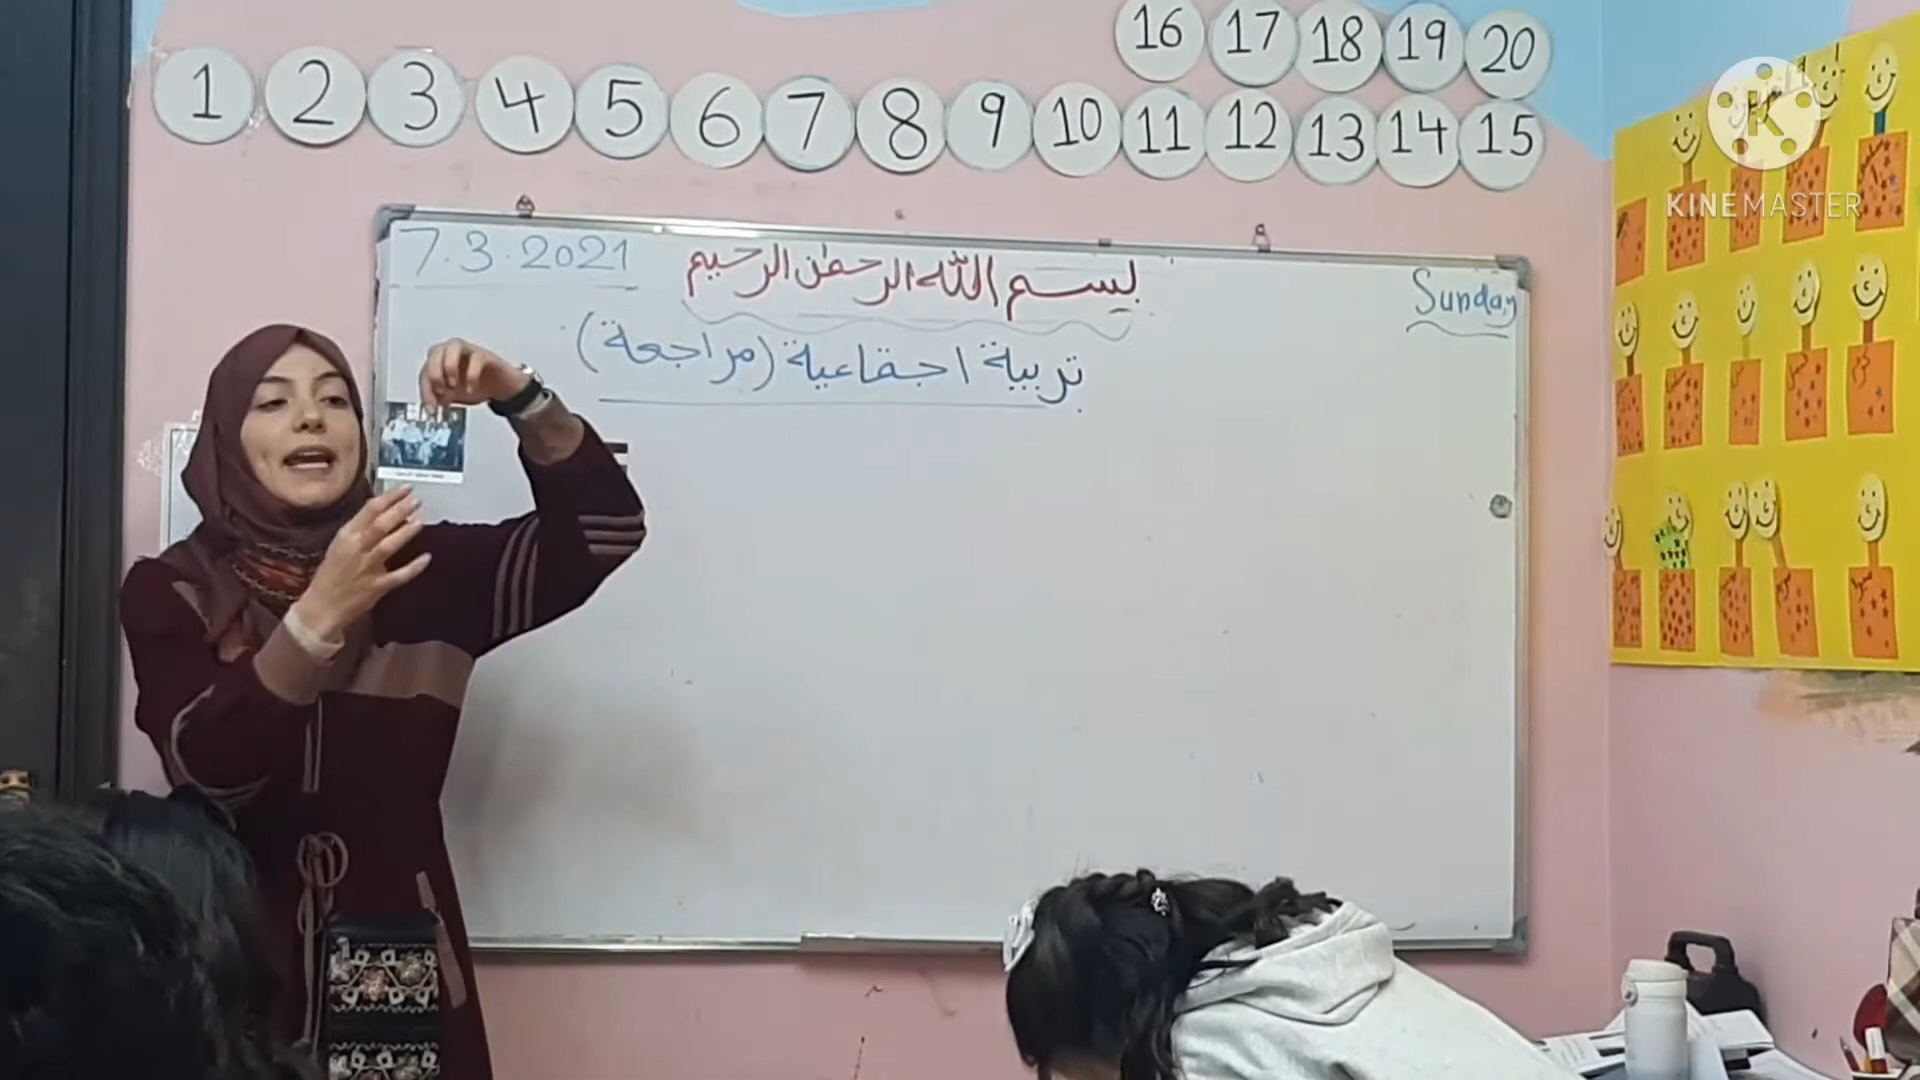 16 17 18 19 20
1 2 3 4 5 6 7 8 9 10 11 12 13 14 15
K
KINEMASTER
7.3.2021
بسم الله الرحمٰن الرحيم
Sunday
تربية اجتماعية (مراجعة)